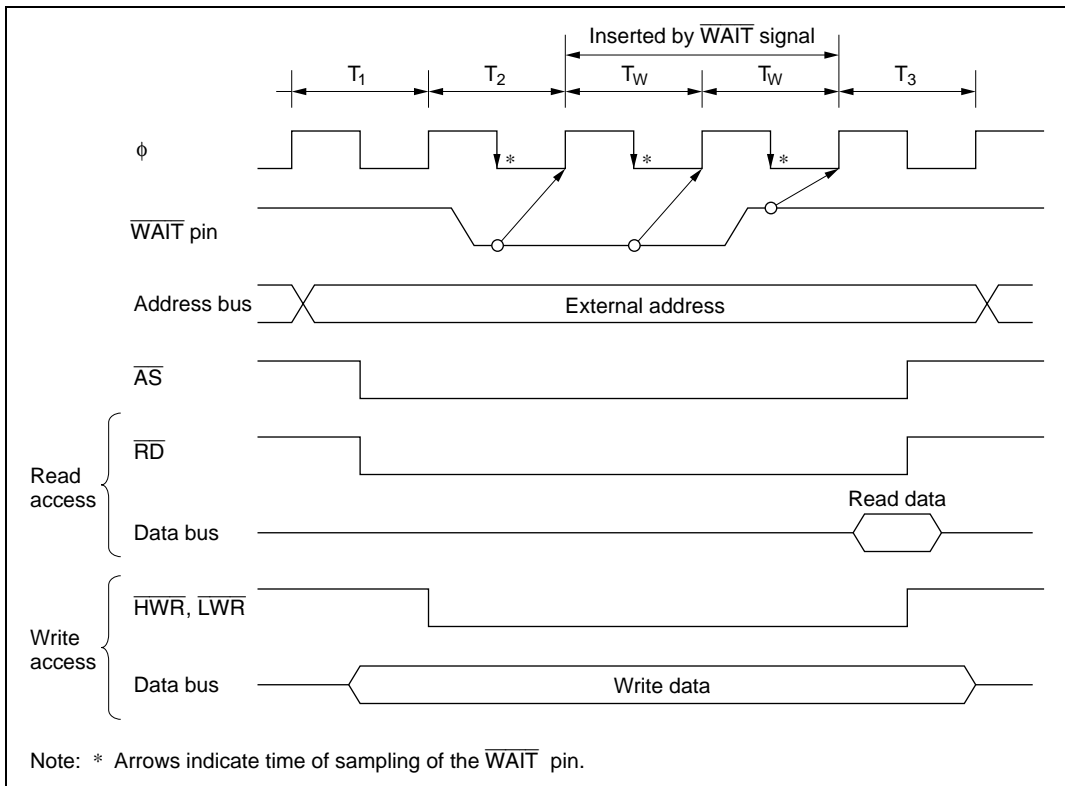 Inserted by WAIT signal
T1 T2 TW TW T3
ϕ * * *
WAIT pin
Address bus External address
AS
RD
Read access
Read data
Data bus
HWR, LWR
Write access
Data bus Write data
Note: * Arrows indicate time of sampling of the WAIT pin.